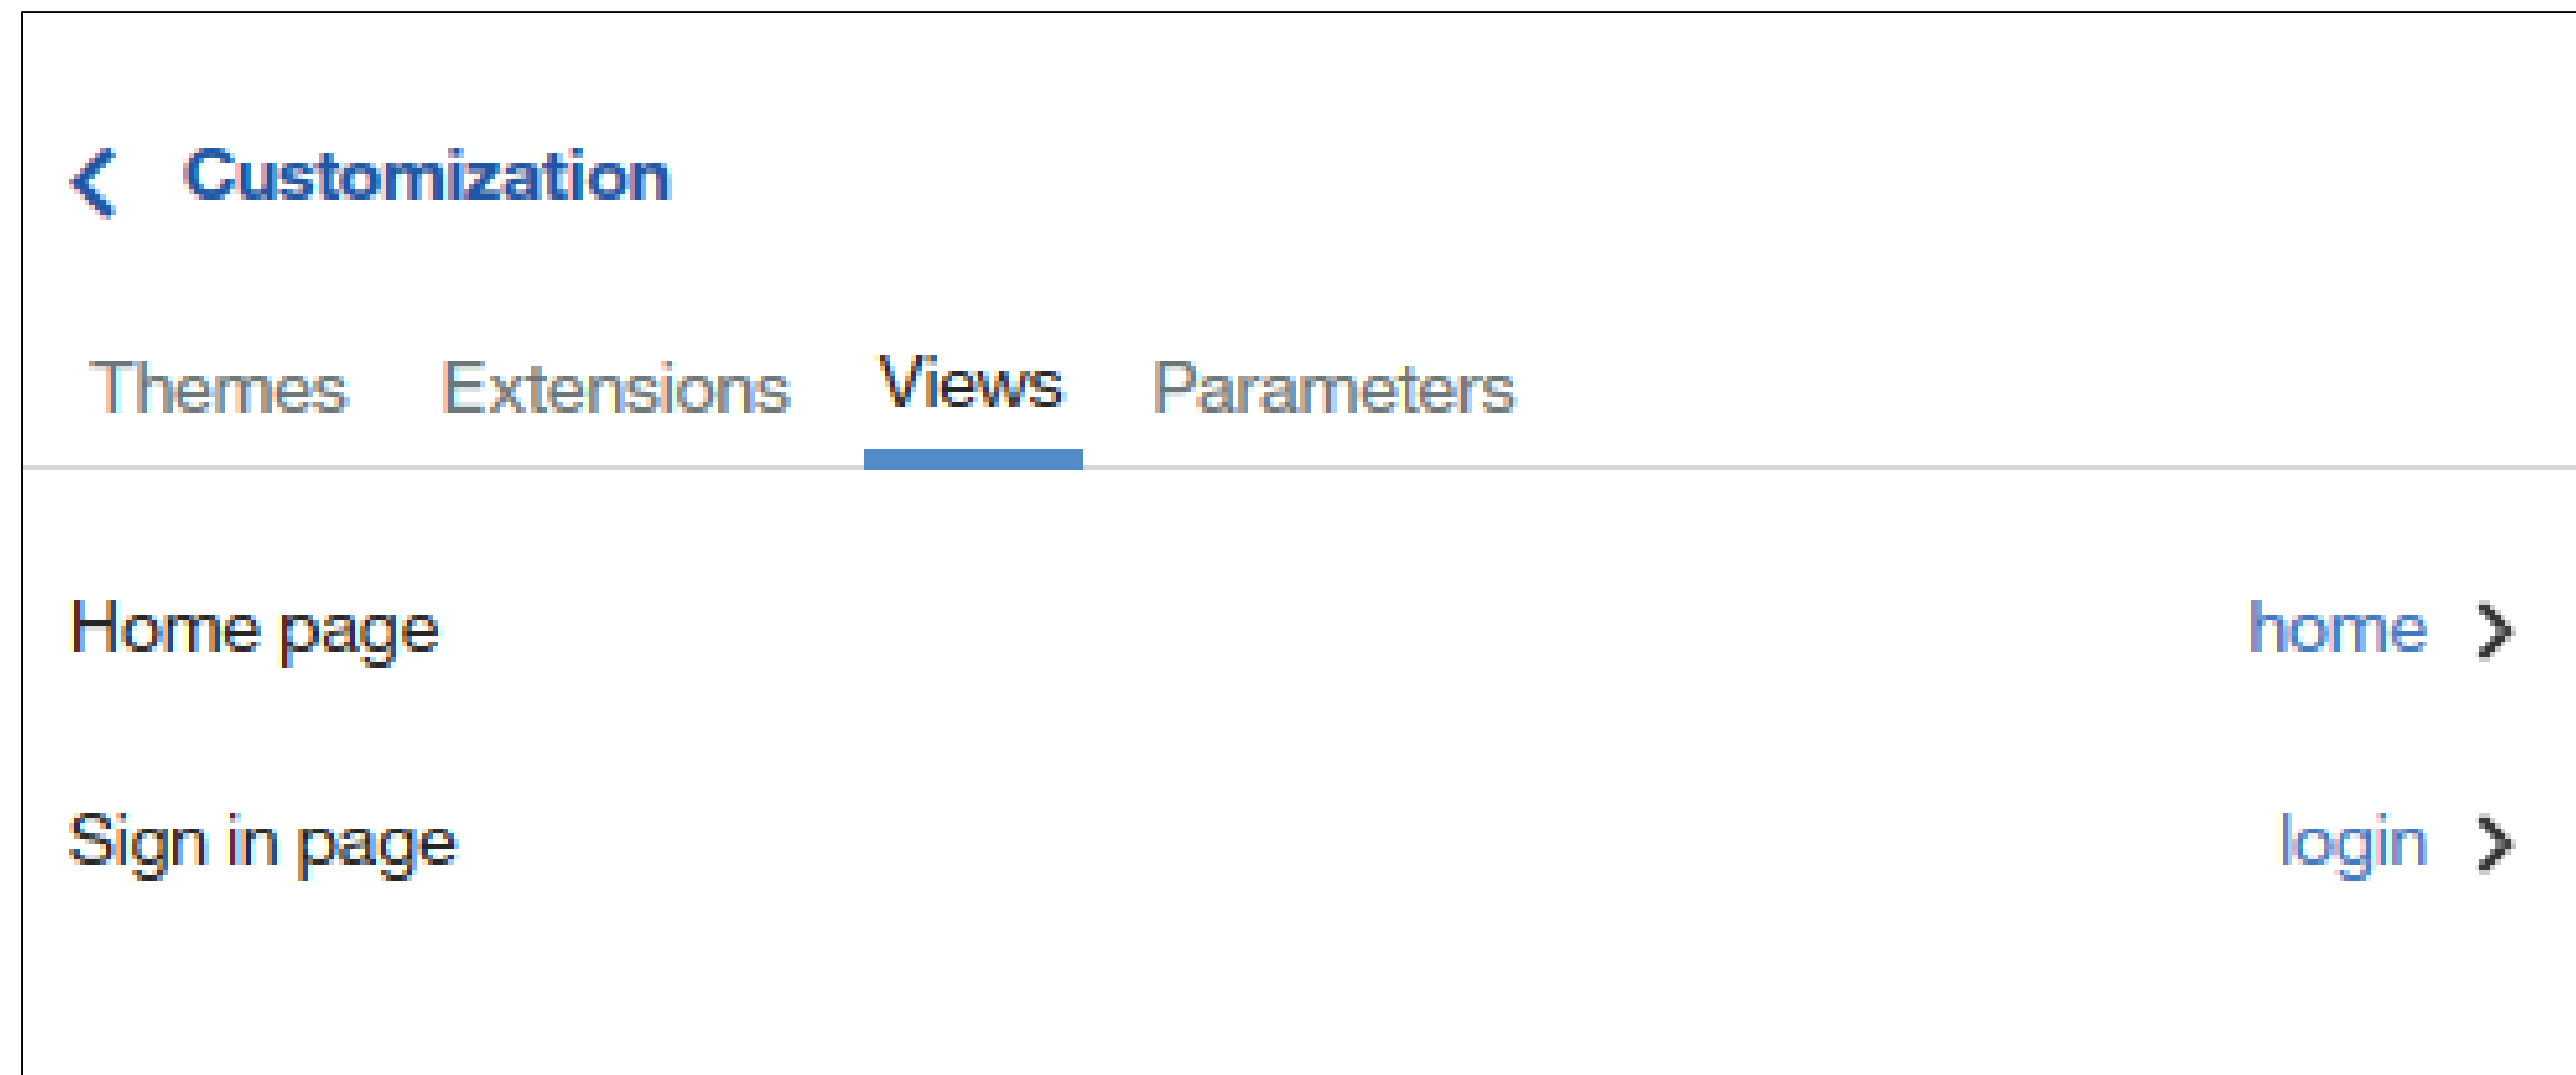 Customization
Themes Extensions Views Parameters
Home page home
Sign in page login